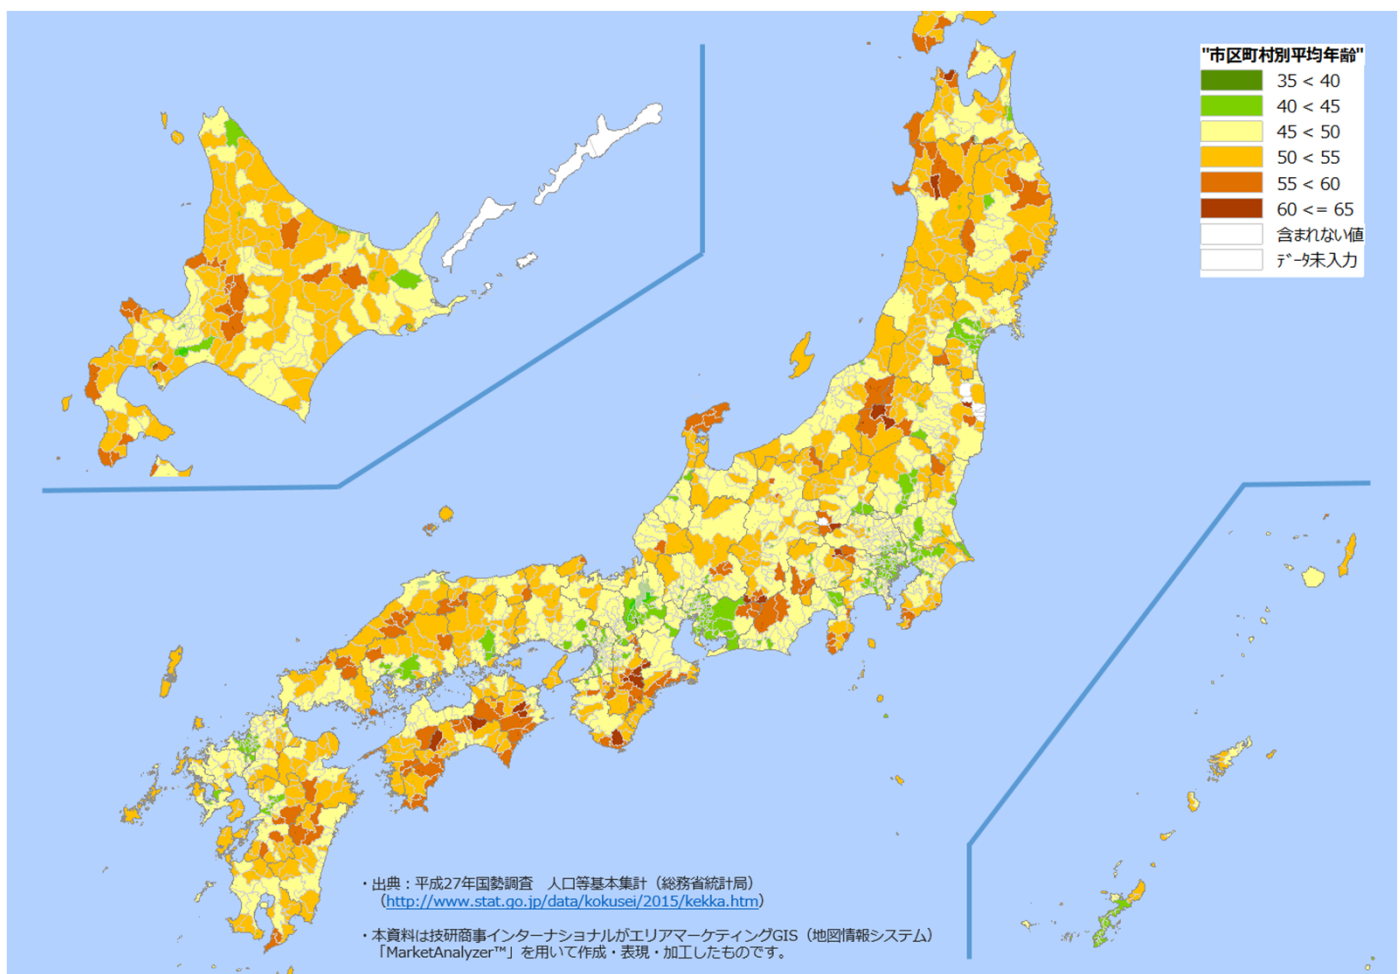 "市区町村別平均年齢"
35 < 40
40 < 45
45 < 50
50 < 55
55 < 60
60 <= 65
含まれない値
ﾃﾞｰﾀ未入力
・出典：平成27年国勢調査　人口等基本集計（総務省統計局）
（http://www.stat.go.jp/data/kokusei/2015/kekka.htm）
・本資料は技研商事インターナショナルがエリアマーケティングGIS（地図情報システム）
「MarketAnalyzer™」を用いて作成・表現・加工したものです。